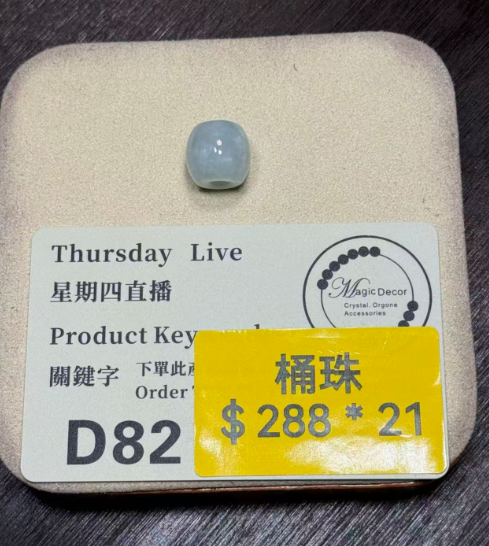 Thursday Live
星期四直播
Magic Decor
Crystal. Orgone
Accessories
Product Key
關鍵字
下單此產
Order
D82
桶珠
$288*21